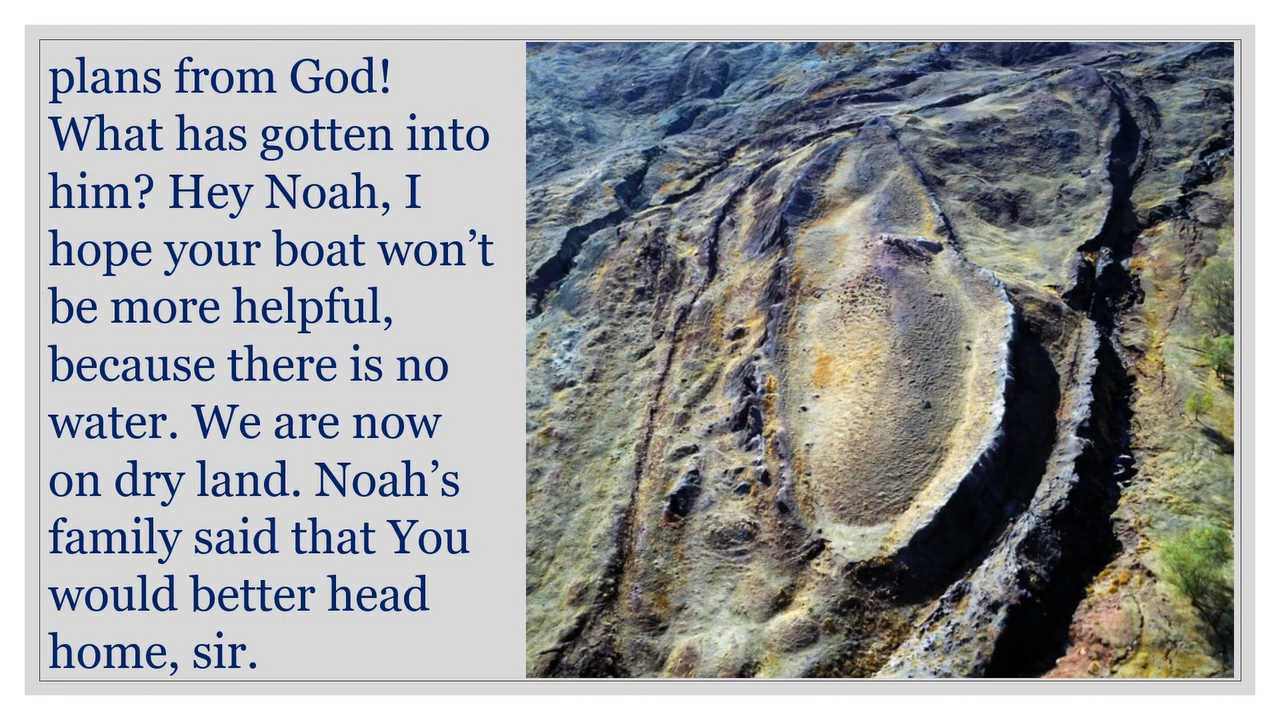 plans from God!
What has gotten into
him? Hey Noah, I
hope your boat won’t
be more helpful,
because there is no
water. We are now
on dry land. Noah’s
family said that You
would better head
home, sir.